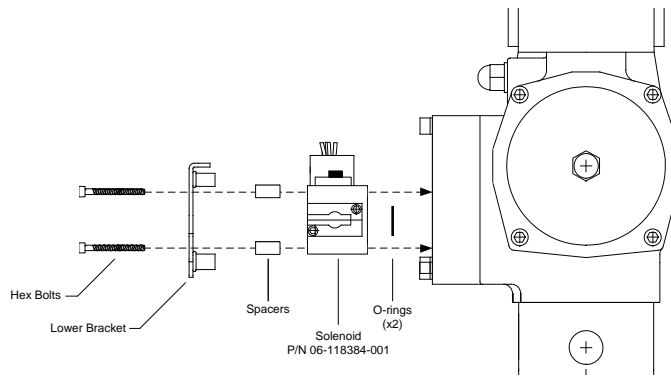 Hex Bolts
Lower Bracket
Spacers
Solenoid
P/N 06-118384-001
O-rings
(x2)